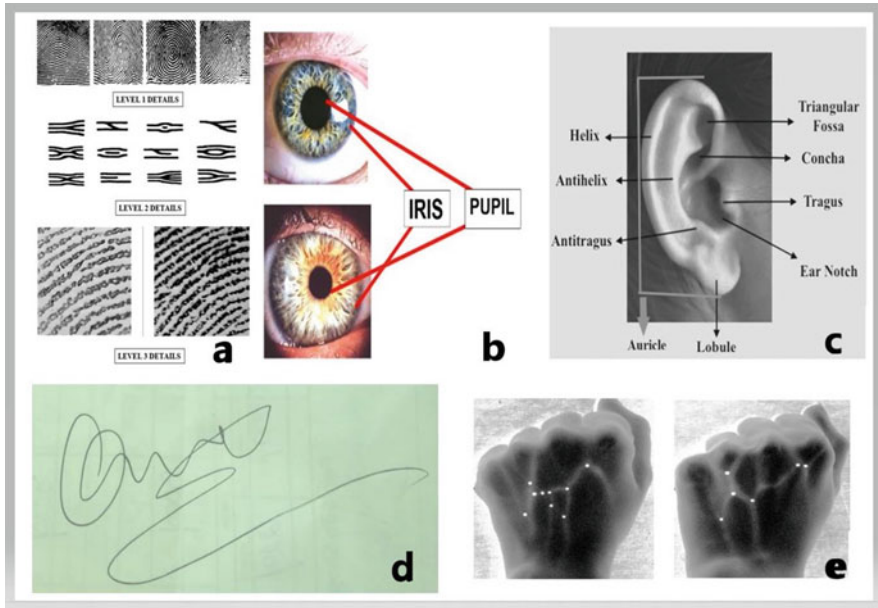 LEVEL 1 DETAILS
LEVEL 2 DETAILS
LEVEL 3 DETAILS
a
IRIS
PUPIL
b
Helix
Antihelix
Antitragus
Auricle
Lobule
Triangular
Fossa
Concha
Tragus
Ear Notch
c
d
e